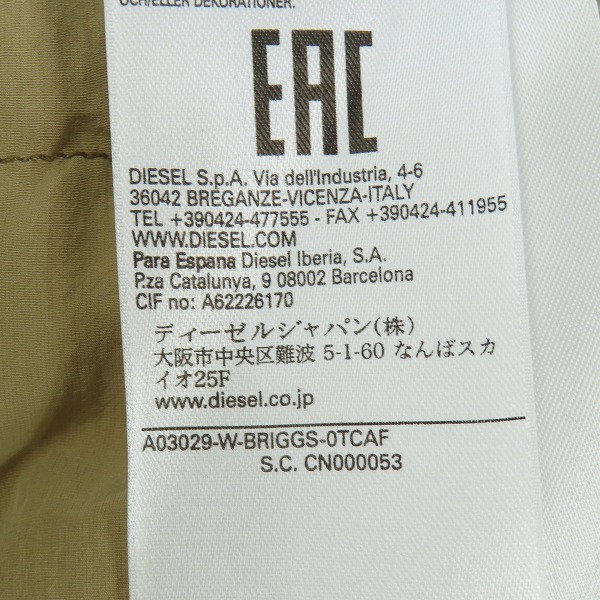 OCH/ELLER DEKORATIONER.
EAC
DIESEL S.p.A. Via dell'Industria, 4-6
36042 BREGANZE-VICENZA-ITALY
TEL +390424-477555 - FAX +390424-411955
WWW.DIESEL.COM
Para Espana Diesel Iberia, S.A.
P.za Catalunya, 9 08002 Barcelona
CIF no: A62226170
ディーゼルジャパン(株)
大阪市中央区難波 5-1-60 なんばスカ
イオ25F
www.diesel.co.jp
A03029-W-BRIGGS-0TCAF
S.C. CN000053